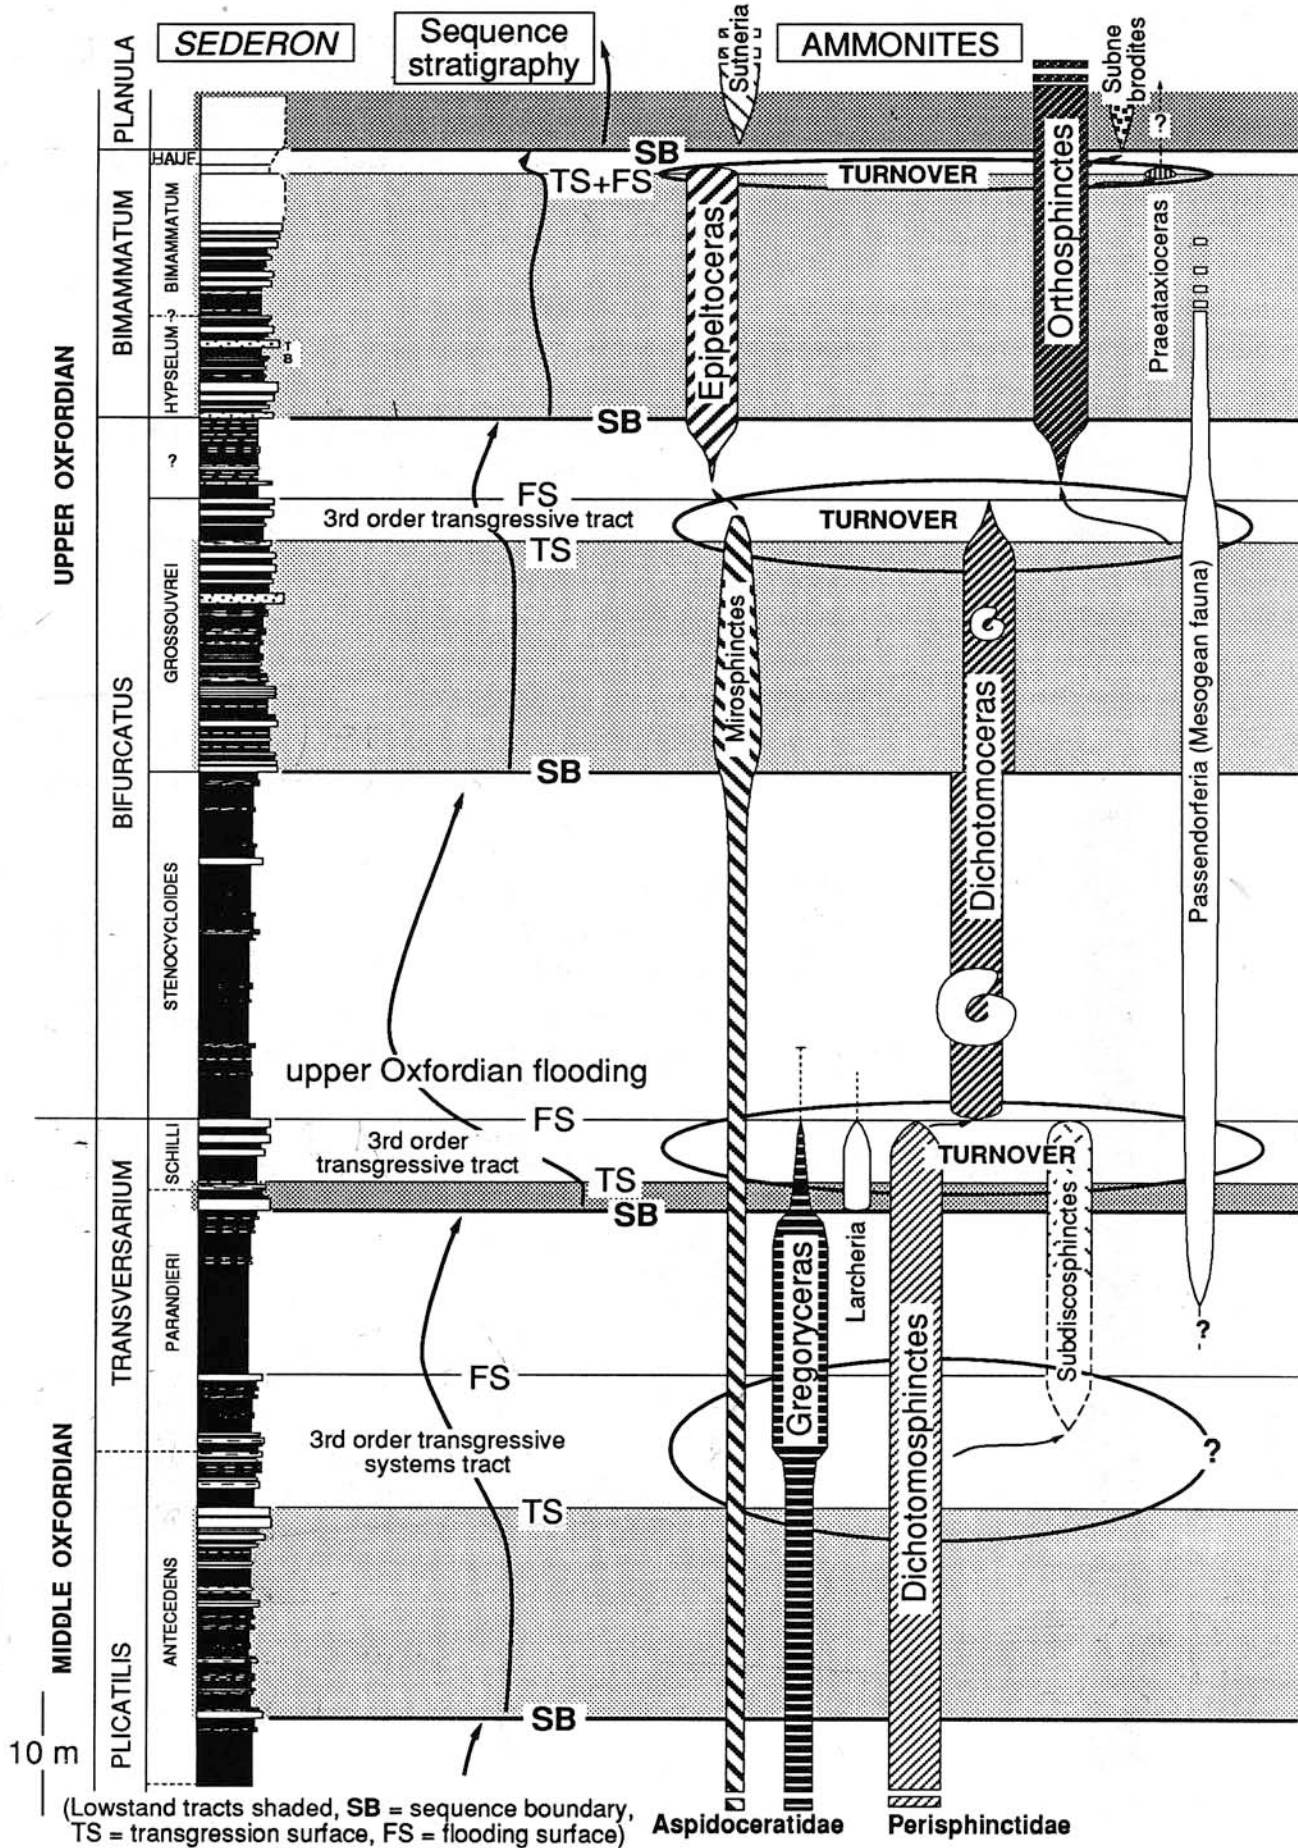 SEDERON
Sequence
stratigraphy
AMMONITES
PLANULA
BIMAMMATUM
BIFURCATUS
TRANSVERSARIUM
PLICATILIS
UPPER OXFORDIAN
MIDDLE OXFORDIAN
HAUF.
BIMAMMATUM
?
HYPSELUM
?
GROSSOUVREI
STENOCYCLOIDES
SCHILLI
PARANDIERI
ANTECEDENS
T
B
Sutneria
Subne
brodites
?
SB
TS+FS
TURNOVER
Epipeltoceras
Orthosphinctes
Praeataxioceras
SB
FS
3rd order transgressive tract
TURNOVER
TS
Mirosphinctes
Dichotomoceras
Passendorferia (Mesogean fauna)
SB
upper Oxfordian flooding
FS
3rd order
transgressive tract
TURNOVER
TS
SB
Gregoryceras
Larcheria
Dichotomosphinctes
Subdiscosphinctes
?
FS
3rd order transgressive
systems tract
?
TS
SB
10 m
(Lowstand tracts shaded, SB = sequence boundary,
TS = transgression surface, FS = flooding surface)
Aspidoceratidae
Perisphinctidae